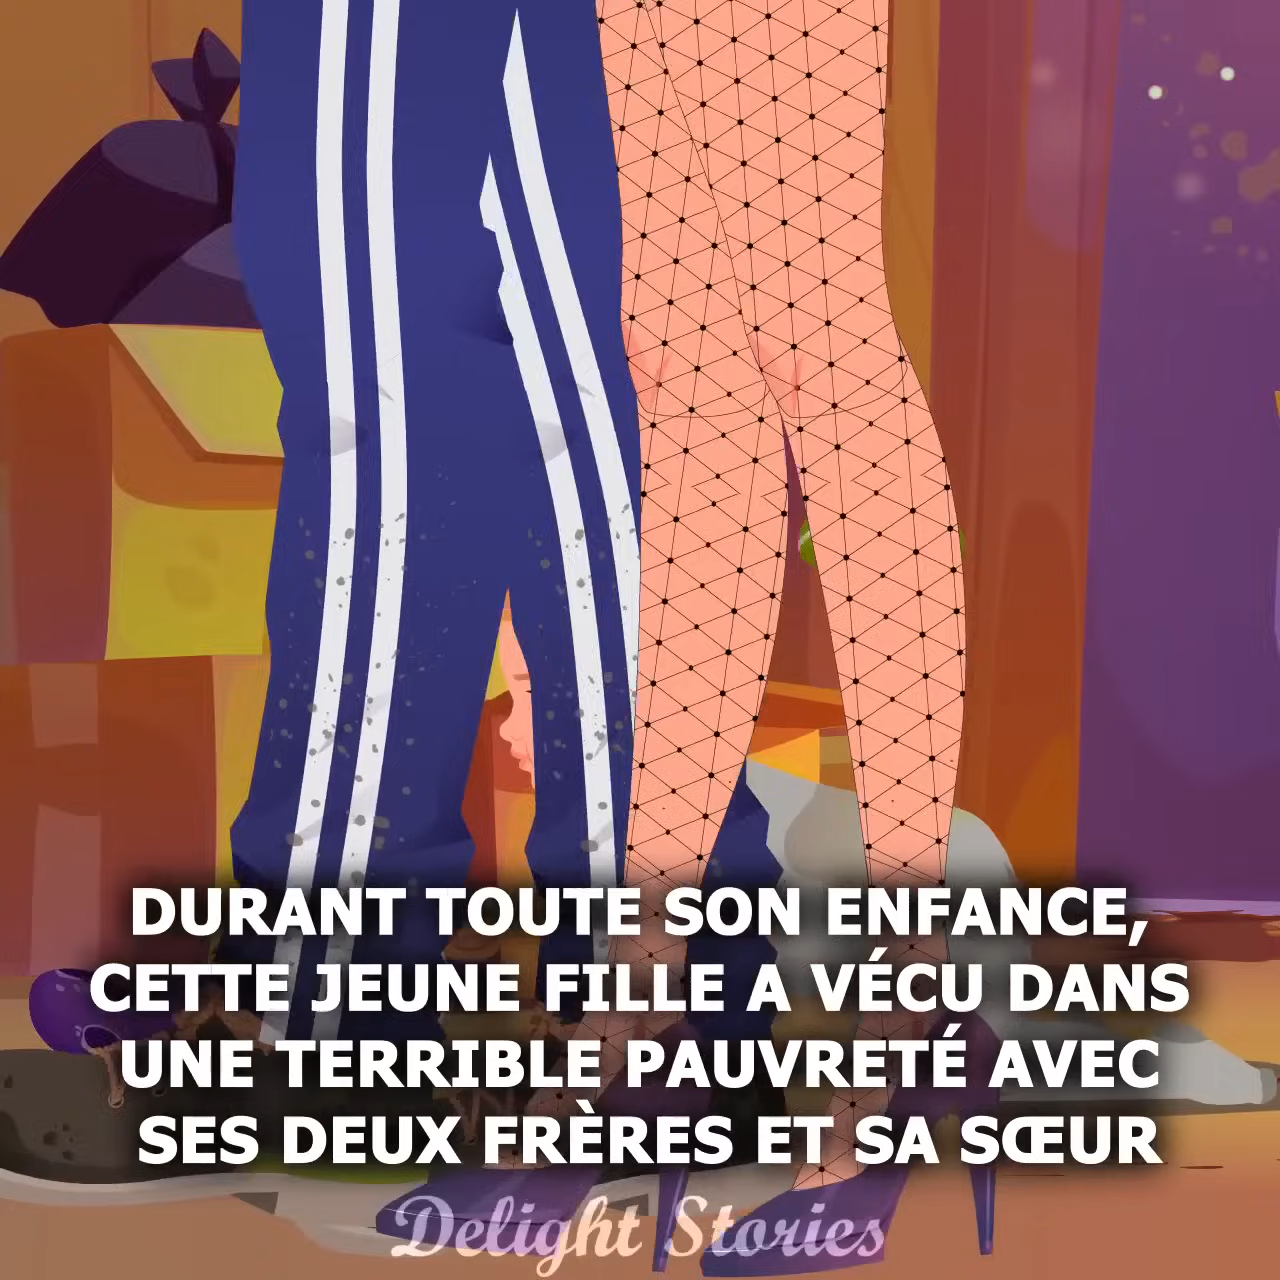 DURANT TOUTE SON ENFANCE,
CETTE JEUNE FILLE A VÉCU DANS
UNE TERRIBLE PAUVRETÉ AVEC
SES DEUX FRÈRES ET SA SŒUR
Delight Stories